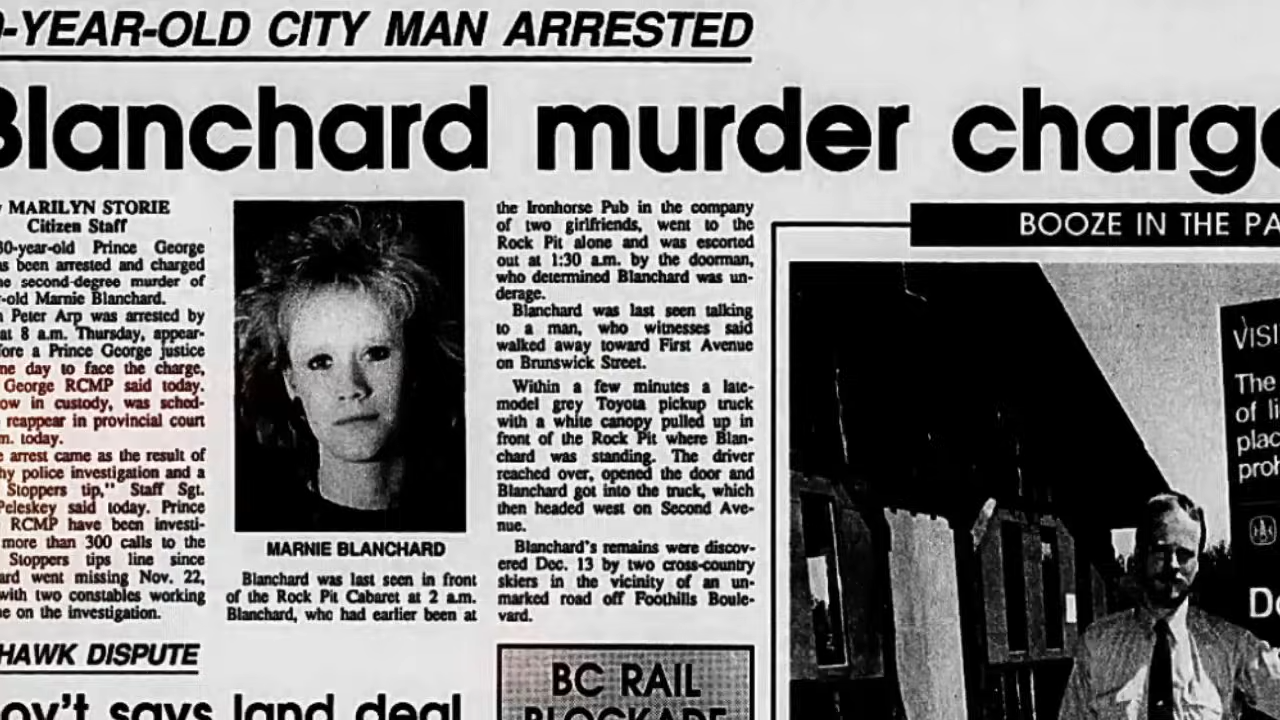 -YEAR-OLD CITY MAN ARRESTED
Blanchard murder
MARILYN STORIE
Citizen Staff
30-year-old Prince George
been arrested and charged
second-degree murder of
-old Marnie Blanchard.
Peter Arp was arrested by
at 8 a.m. Thursday, appear-
a Prince George justice
day to face the charge,
George RCMP said today.
in custody, was sched-
reappear in provincial court
today.
arrest came as the result of
police investigation and a
Stoppers tip," Staff Sgt.
Peleskey said today. Prince
RCMP have been investi-
more than 300 calls to the
Stoppers tips line since
went missing Nov. 22,
with two constables working
on the investigation.
MARNIE BLANCHARD
Blanchard was last seen in front
of the Rock Pit Cabaret at 2 a.m.
Blanchard, who had earlier been at
the Ironhorse Pub in the company
of two girlfriends, went to the
Rock Pit alone and was escorted
out at 1:30 a.m. by the doorman,
who determined Blanchard was un-
derage.
Blanchard was last seen talking
to a man, who witnesses said
walked away toward First Avenue
on Brunswick Street.
Within a few minutes a late-
model grey Toyota pickup truck
with a white canopy pulled up in
front of the Rock Pit where Blan-
chard was standing. The driver
reached over, opened the door and
Blanchard got into the truck, which
then headed west on Second Ave-
nue.
Blanchard's remains were discov-
ered Dec. 13 by two cross-country
skiers in the vicinity of an un-
marked road off Foothills Boule-
vard.
BOOZE IN THE PA
VISI
The
of li
plac
proh
HAWK DISPUTE
says land deal
BC RAIL
BLOCKADE